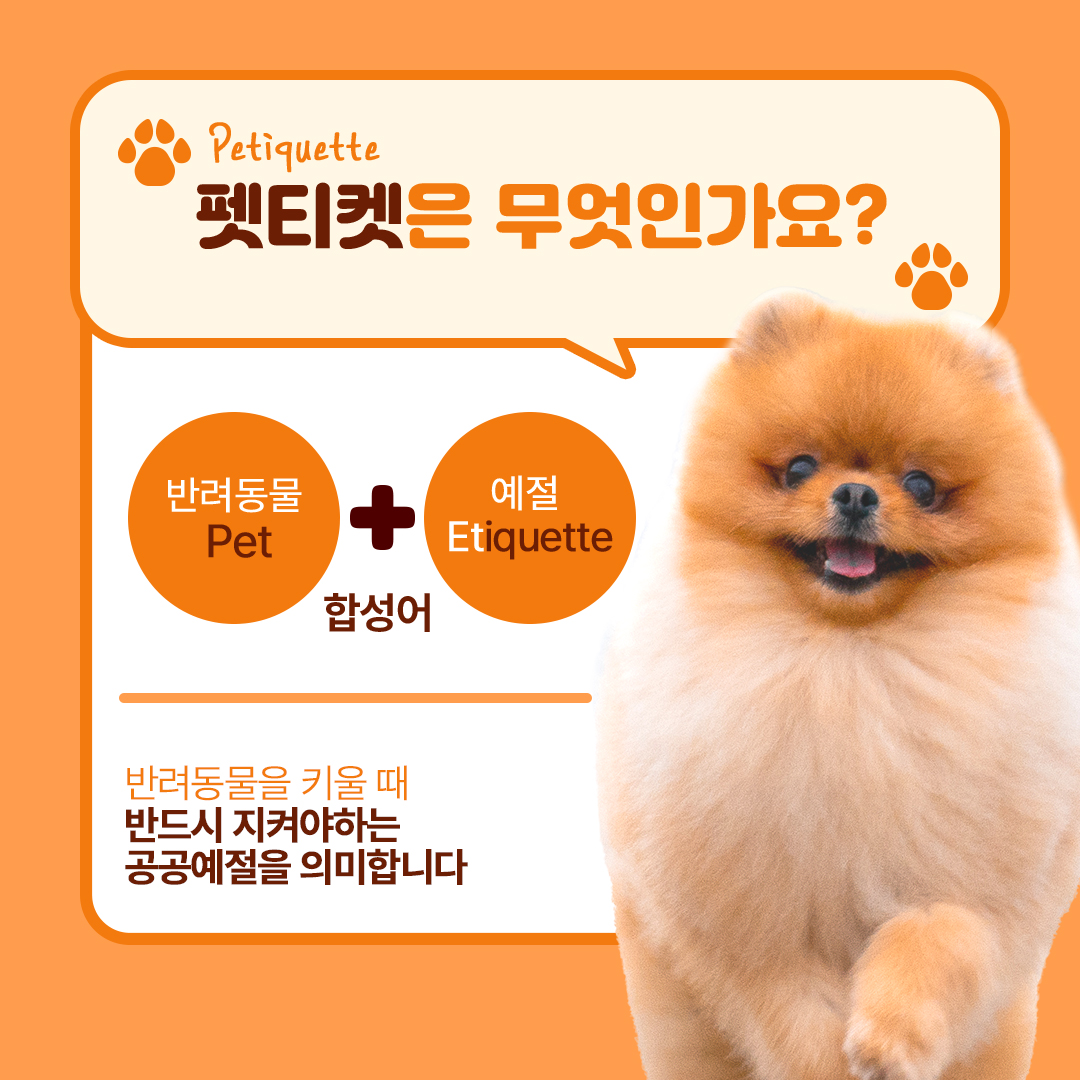 Petiquette
펫티켓은 무엇인가요?
반려동물
Pet
예절
Etiquette
합성어
반려동물을 키울 때
반드시 지켜야하는
공공예절을 의미합니다